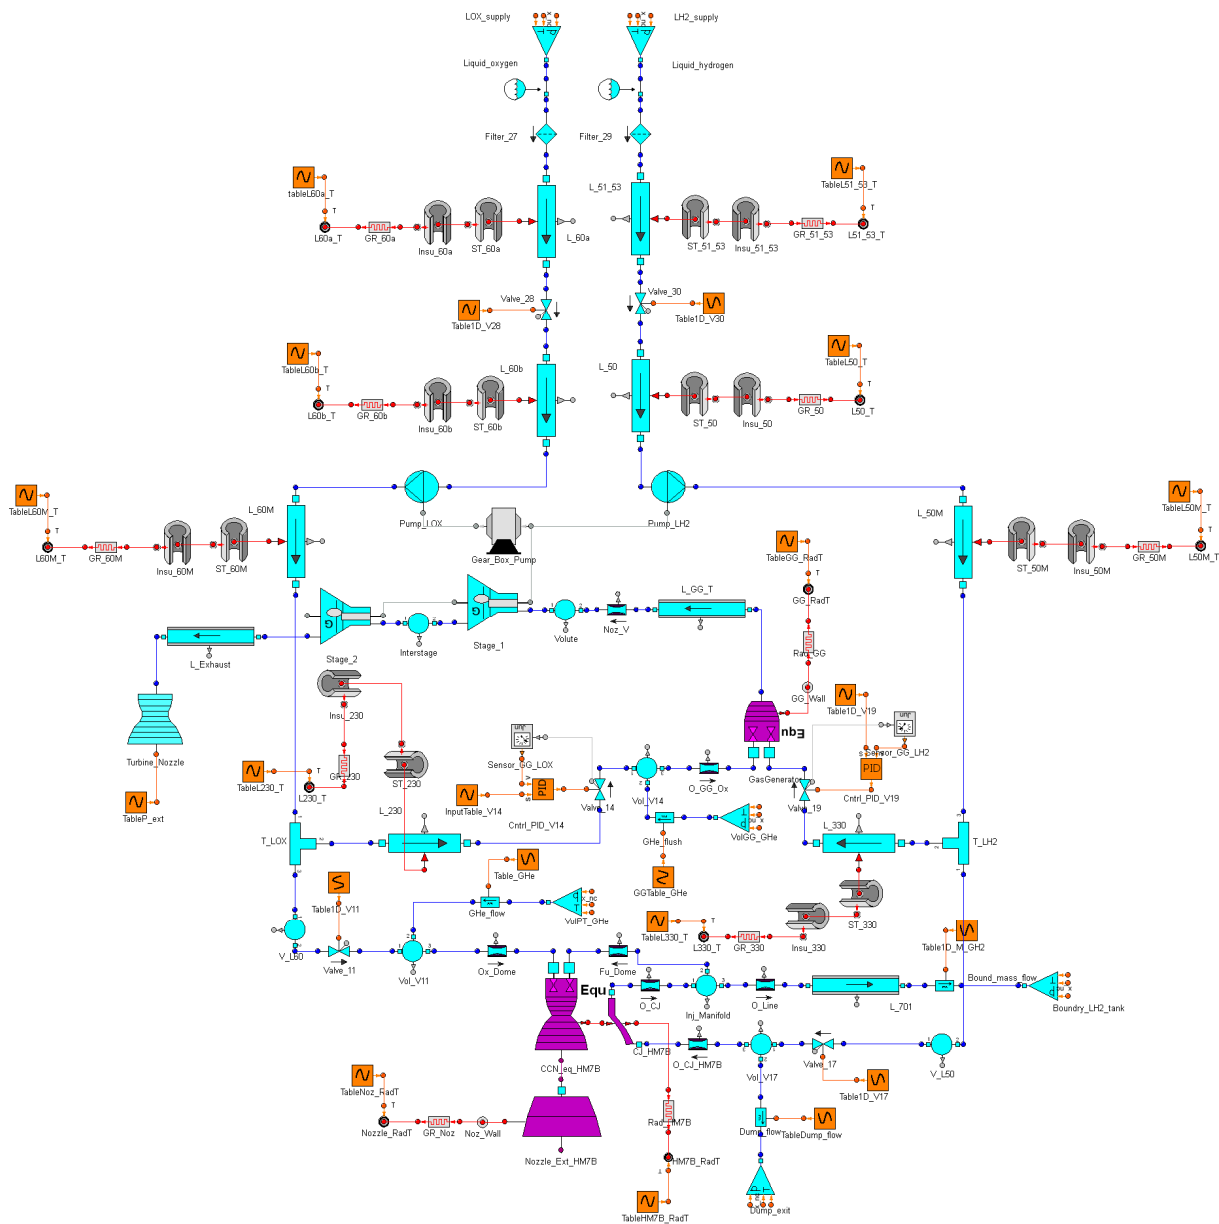 LOX_supply
LH2_supply
Liquid_oxygen
Liquid_hydrogen
Filter_27
Filter_29
tableL60a_T
T
L60a_T
GR_60a
Insu_60a
ST_60a
L_60a
L_51_53
ST_51_53
Insu_51_53
GR_51_53
L51_53_T
TableL51_53_T
T
Valve_28
Table1D_V28
Valve_30
Table1D_V30
TableL60b_T
T
L60b_T
GR_60b
Insu_60b
ST_60b
L_60b
L_50
ST_50
Insu_50
GR_50
L50_T
TableL50_T
T
Pump_LOX
Gear_Box_Pump
Pump_LH2
TableL60M_T
T
L60M_T
GR_60M
Insu_60M
ST_60M
L_60M
L_50M
ST_50M
Insu_50M
GR_50M
L50M_T
TableL50M_T
T
TableGG_RadT
T
GG_RadT
Rad_GG
GG_Wall
L_Exhaust
Stage_2
Interstage
Stage_1
Volute
Noz_V
L_GG_T
Turbine_Nozzle
TableP_ext
Insu_230
GR_230
ST_230
TableL230_T
T
L230_T
L_230
Sensor_GG_LOX
PID
InputTable_V14
Cntrl_PID_V14
Valve_14
Vol_V14
O_GG_Ox
Equ
GasGenerator
Table1D_V19
Sensor_GG_LH2
PID
Cntrl_PID_V19
Valve_19
T_LOX
GHe_flush
VolGG_GHe
GGTable_GHe
L_330
T_LH2
ST_330
Insu_330
GR_330
L330_T
TableL330_T
T
Table1D_V11
Table_GHe
GHe_flow
VolPT_GHe
V_L60
Valve_11
Vol_V11
Ox_Dome
Fu_Dome
Equ
O_CJ
Inj_Manifold
O_Line
L_701
Table1D_M_GH2
Bound_mass_flow
Boundry_LH2_tank
CCN_eq_HM7B
CJ_HM7B
O_CJ_HM7B
Vol_V17
Valve_17
V_L50
Table1D_V17
TableNoz_RadT
T
Nozzle_RadT
GR_Noz
Noz_Wall
Nozzle_Ext_HM7B
Rad_HM7B
HM7B_RadT
T
TableHM7B_RadT
Dump_flow
TableDump_flow
Dump_exit